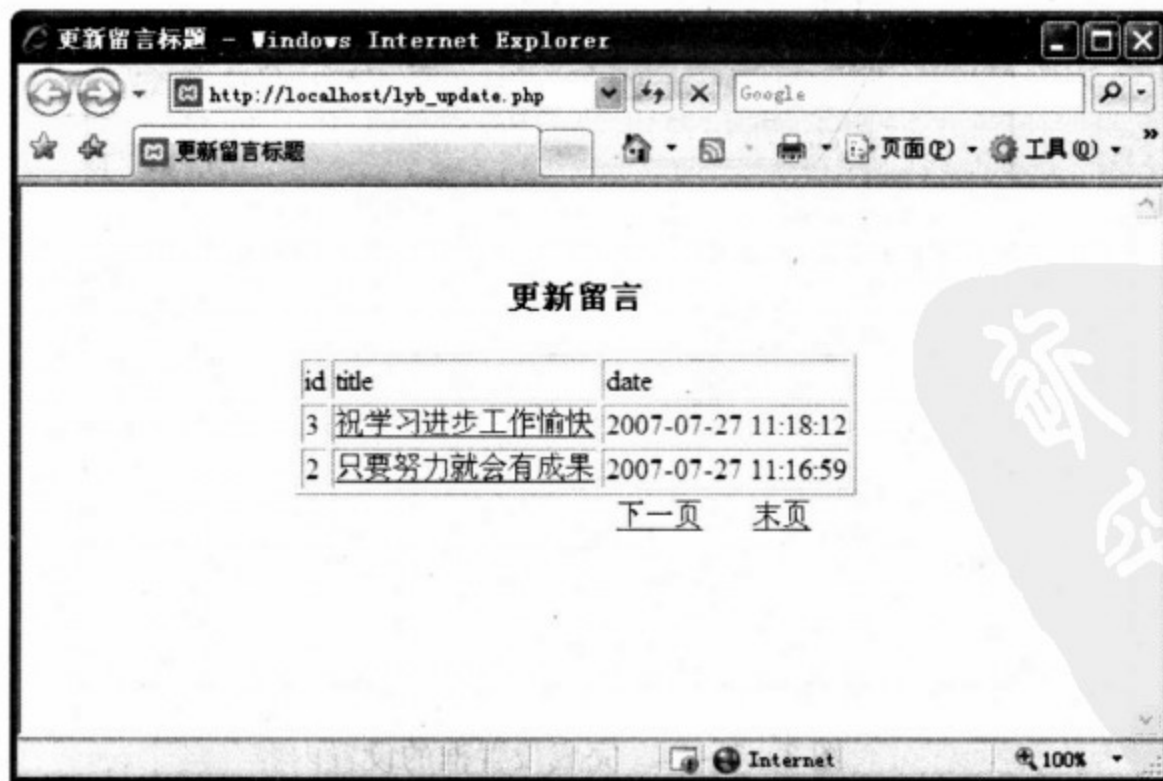 更新留言标题 - Windows Internet Explorer
http://localhost/lyb_update.php
Google
更新留言标题
页面(P)
工具(O)
»
更新留言
id title date
3 祝学习进步工作愉快 2007-07-27 11:18:12
2 只要努力就会有成果 2007-07-27 11:16:59
下一页 末页
Internet
100%